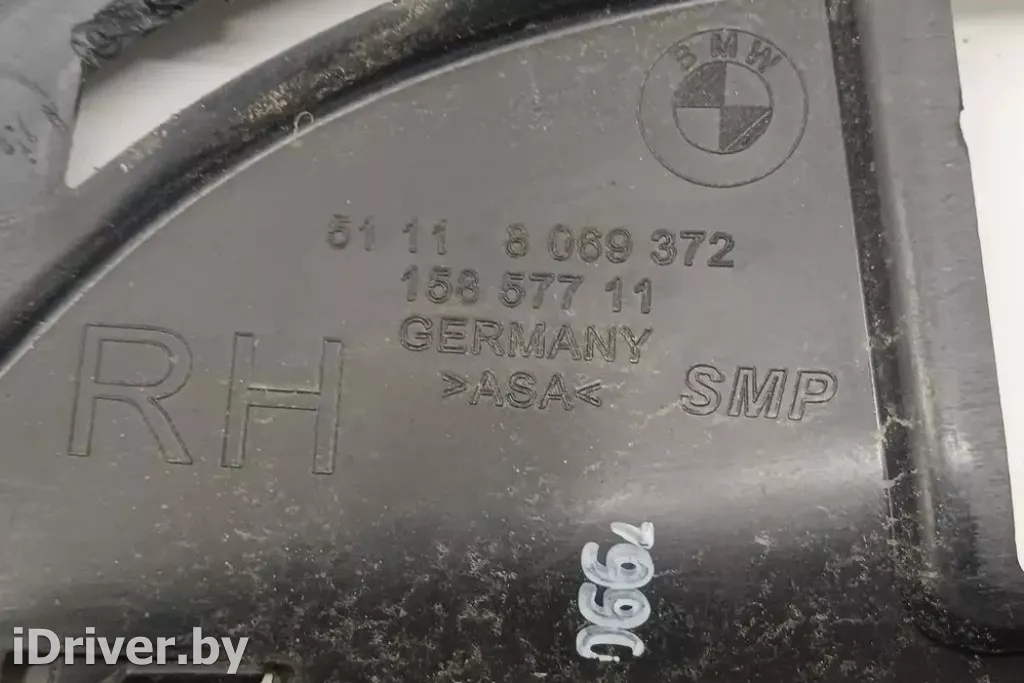 BMW
51 11 8 069 372
158 577 11
GERMANY
>ASA<
RH
SMP
iDriver.by